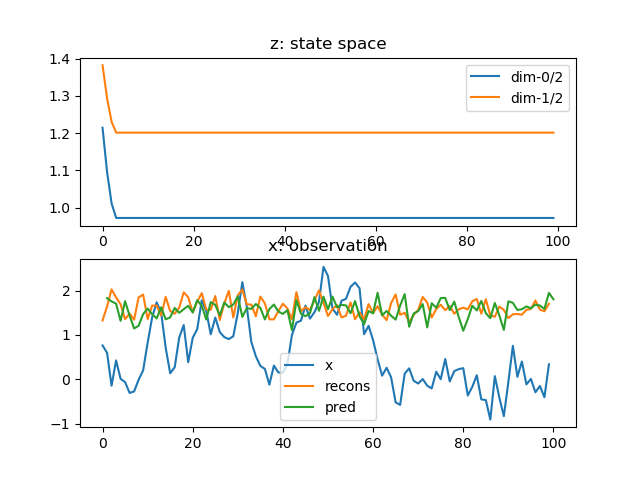 z: state space
1.4
1.3
1.2
1.1
1.0
dim-0/2
dim-1/2
0 20 40 60 80 100
x: observation
2
1
0
−1
x
recons
pred
0 20 40 60 80 100